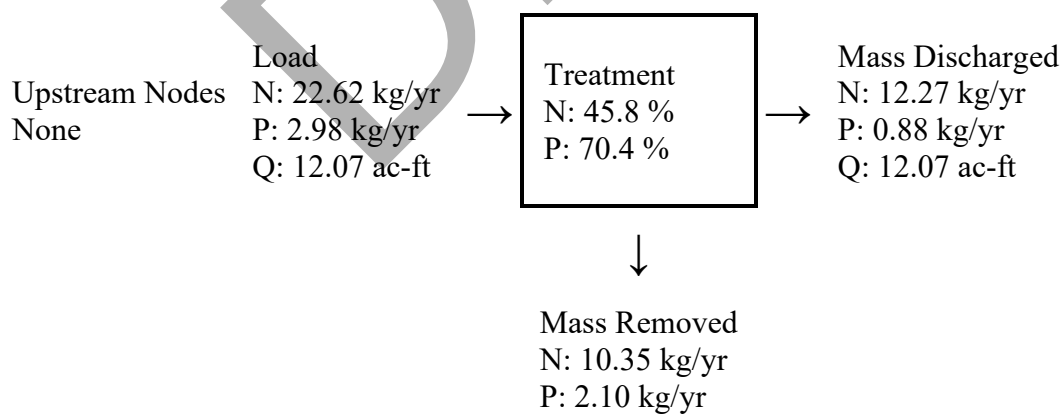 Upstream Nodes
None
Load
N: 22.62 kg/yr
P: 2.98 kg/yr
Q: 12.07 ac-ft
→
Treatment
N: 45.8 %
P: 70.4 %
→
Mass Discharged
N: 12.27 kg/yr
P: 0.88 kg/yr
Q: 12.07 ac-ft
↓
Mass Removed
N: 10.35 kg/yr
P: 2.10 kg/yr